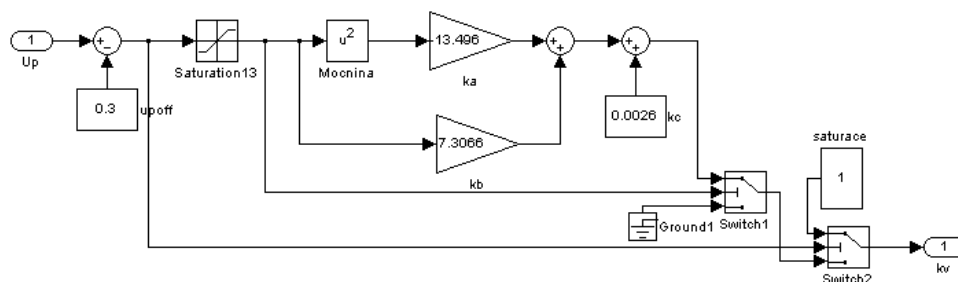 1
Up
0.3
upoff
Saturation13
u²
Mocnina
13.496
ka
7.3066
kb
0.0026
kc
Ground1
Switch1
saturace
1
Switch2
1
kv